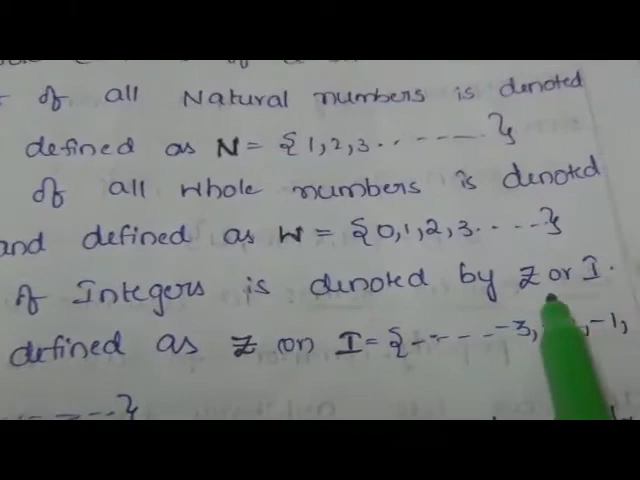 of all Natural numbers is denoted
defined as N = {1, 2, 3 . . - - - - }
of all whole numbers is denoted
and defined as W = {0, 1, 2, 3 . . . . }
of Integers is denoted by Z or I.
defined as Z or I = { - - - - - -3, -1,